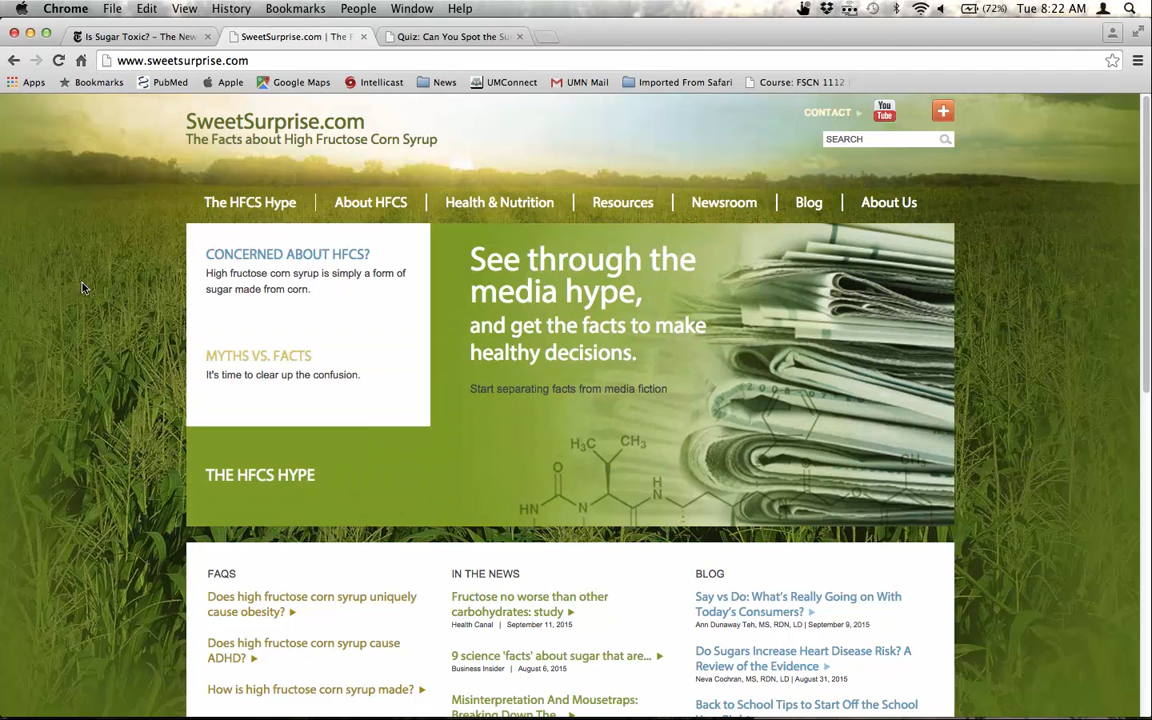 Chrome File Edit View History Bookmarks People Window Help (72%) Tue 8:22 AM
Is Sugar Toxic? – The New SweetSurprise.com | The F Quiz: Can You Spot the Su
www.sweetsurprise.com
Apps Bookmarks PubMed Apple Google Maps Intellicast News UMConnect UMN Mail Imported From Safari Course: FSCN 1112
SweetSurprise.com
The Facts about High Fructose Corn Syrup
CONTACT You Tube
SEARCH
The HFCS Hype About HFCS Health & Nutrition Resources Newsroom Blog About Us
CONCERNED ABOUT HFCS?
High fructose corn syrup is simply a form of
sugar made from corn.
MYTHS VS. FACTS
It's time to clear up the confusion.
THE HFCS HYPE
See through the
media hype,
and get the facts to make
healthy decisions.
Start separating facts from media fiction
H₃C CH₃
O H
HN N
FAQS
Does high fructose corn syrup uniquely
cause obesity?
Does high fructose corn syrup cause
ADHD?
How is high fructose corn syrup made?
IN THE NEWS
Fructose no worse than other
carbohydrates: study
Health Canal | September 11, 2015
9 science 'facts' about sugar that are...
Business Insider | August 6, 2015
Misinterpretation And Mousetraps:
Breaking Down The...
BLOG
Say vs Do: What's Really Going on With
Today's Consumers?
Ann Dunaway Teh, MS, RDN, LD | September 9, 2015
Do Sugars Increase Heart Disease Risk? A
Review of the Evidence
Neva Cochran, MS, RDN, LD | August 31, 2015
Back to School Tips to Start Off the School